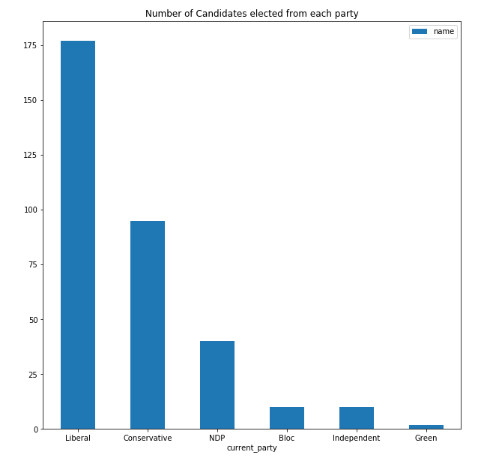 Number of Candidates elected from each party
name
175
150
125
100
75
50
25
0
Liberal Conservative NDP Bloc Independent Green
current_party